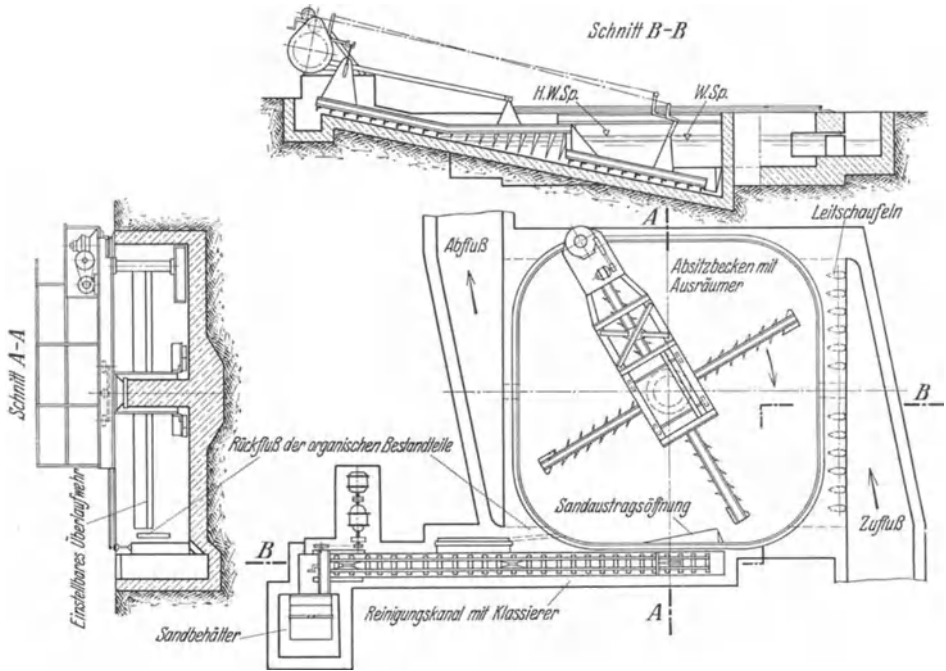 Schnitt B-B
H.W.Sp.
W.Sp.
A
Leitschaufeln
Abfluß
Absitzbecken mit
Ausräumer
Schnitt A-A
B
Rückfluß der organischen Bestandteile
Einstellbares Überlaufwehr
Sandaustragsöffnung
Zufluß
B
Reinigungskanal mit Klassierer
A
Sandbehälter